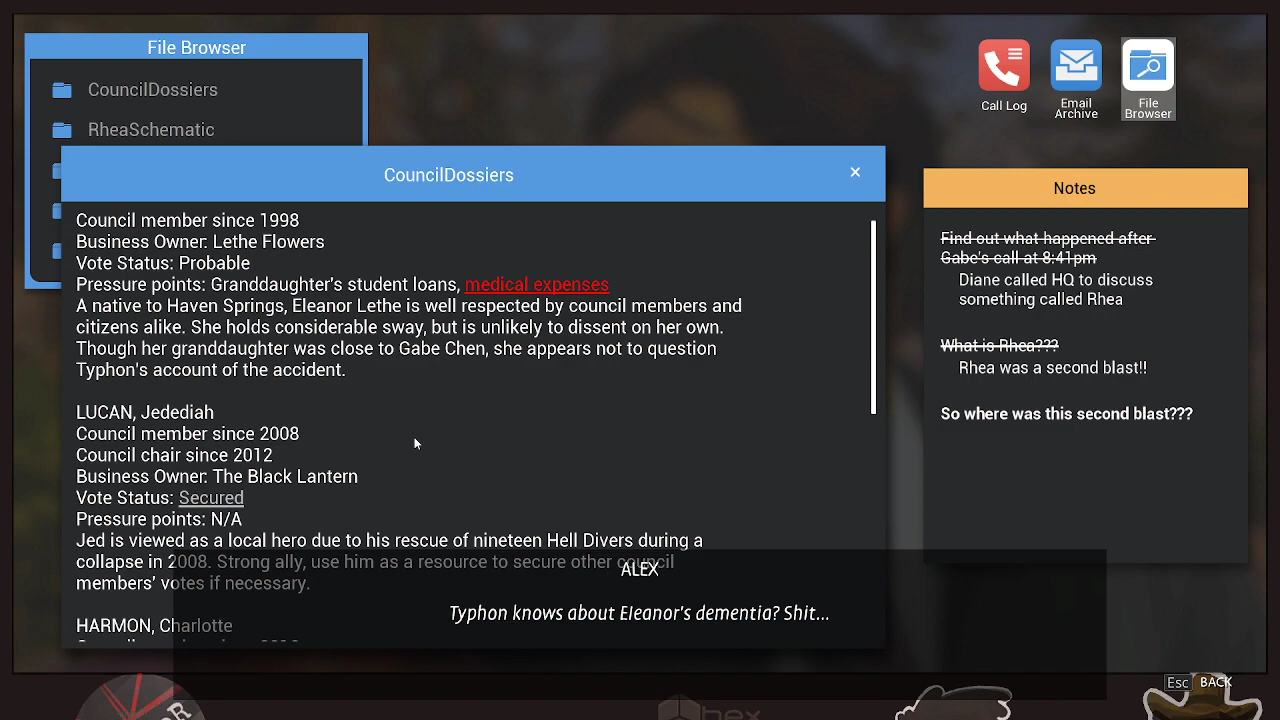 File Browser
CouncilDossiers
RheaSchematic
Call Log
Email
Archive
File
Browser
CouncilDossiers
×
Council member since 1998
Business Owner: Lethe Flowers
Vote Status: Probable
Pressure points: Granddaughter's student loans, medical expenses
A native to Haven Springs, Eleanor Lethe is well respected by council members and
citizens alike. She holds considerable sway, but is unlikely to dissent on her own.
Though her granddaughter was close to Gabe Chen, she appears not to question
Typhon's account of the accident.
LUCAN, Jedediah
Council member since 2008
Council chair since 2012
Business Owner: The Black Lantern
Vote Status: Secured
Pressure points: N/A
Jed is viewed as a local hero due to his rescue of nineteen Hell Divers during a
collapse in 2008. Strong ally, use him as a resource to secure other council
members' votes if necessary.
HARMON, Charlotte
Notes
Find out what happened after
Gabe's call at 8:41pm
Diane called HQ to discuss
something called Rhea
What is Rhea???
Rhea was a second blast!!
So where was this second blast???
ALEX
Typhon knows about Eleanor's dementia? Shit...
Esc BACK
hex